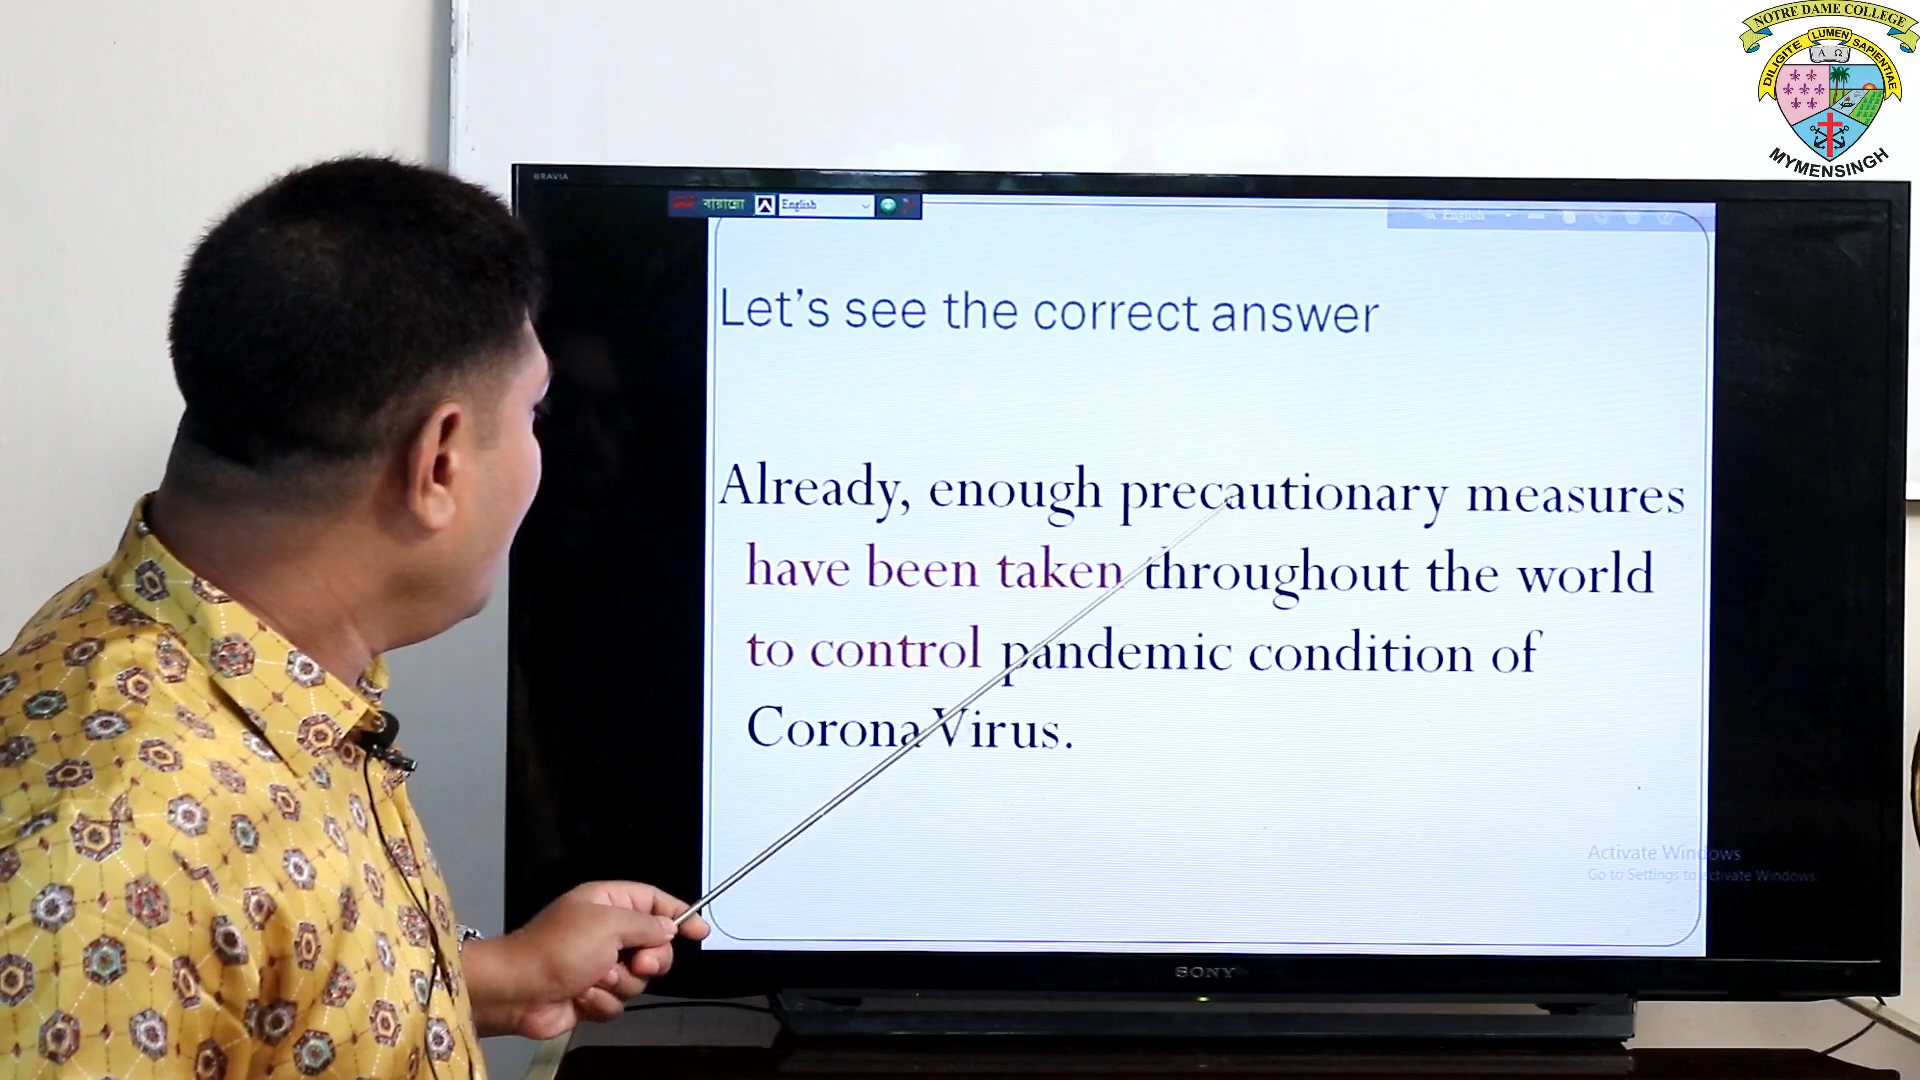 NOTRE DAME COLLEGE
DILIGITE LUMEN SAPIENTIAE
A Ω
MYMENSINGH
BRAVIA
English
English
Let's see the correct answer
Already, enough precautionary measures
have been taken throughout the world
to control pandemic condition of
Corona Virus.
Activate Windows
Go to Settings to activate Windows.
SONY